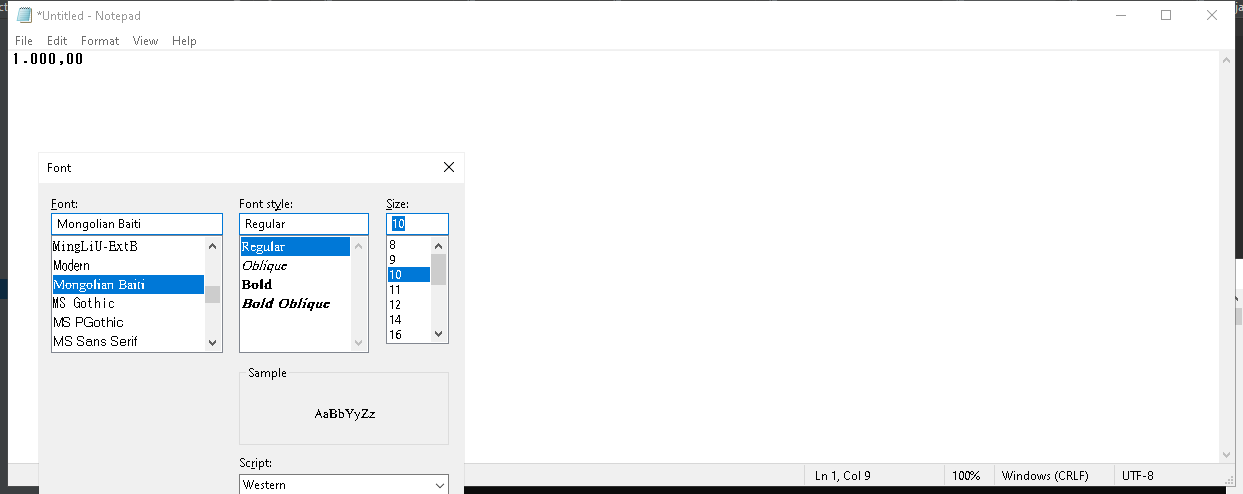 *Untitled - Notepad
File Edit Format View Help
1.000,00
Font
Font: Font style: Size:
Mongolian Baiti Regular 10
MingLiU-ExtB Regular 8
Modern Oblique 9
Mongolian Baiti Bold 10
MS Gothic Bold Oblique 11
MS PGothic 12
MS Sans Serif 14
16
Sample
AaBbYyZz
Script:
Western
Ln 1, Col 9 100% Windows (CRLF) UTF-8